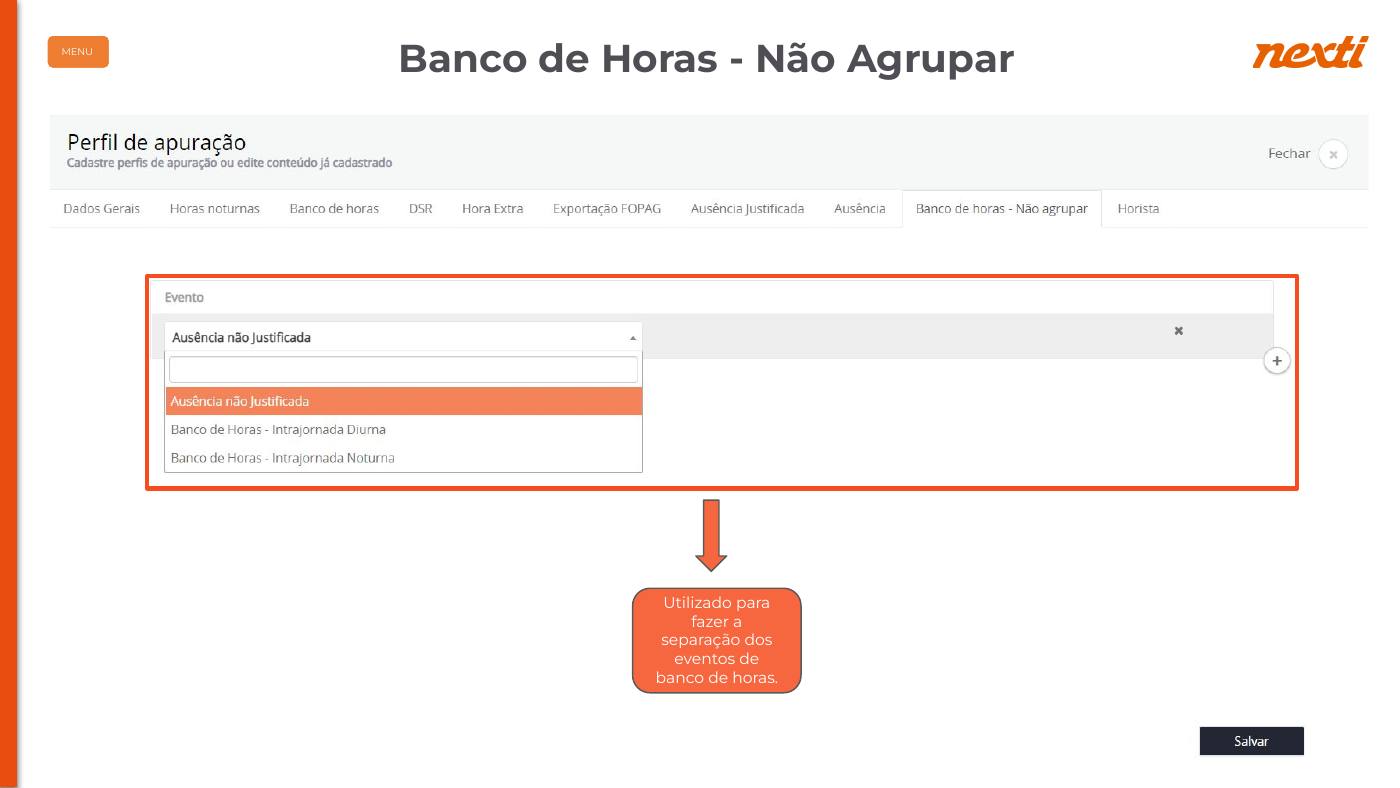 MENU
Banco de Horas - Não Agrupar
nexti
Perfil de apuração
Cadastre perfis de apuração ou edite conteúdo já cadastrado
Fechar
Dados Gerais Horas noturnas Banco de horas DSR Hora Extra Exportação FOPAG Ausência Justificada Ausência Banco de horas - Não agrupar Horista
Evento
Ausência não Justificada
Ausência não Justificada
Banco de Horas - Intrajornada Diurna
Banco de Horas - Intrajornada Noturna
Utilizado para
fazer a
separação dos
eventos de
banco de horas.
Salvar